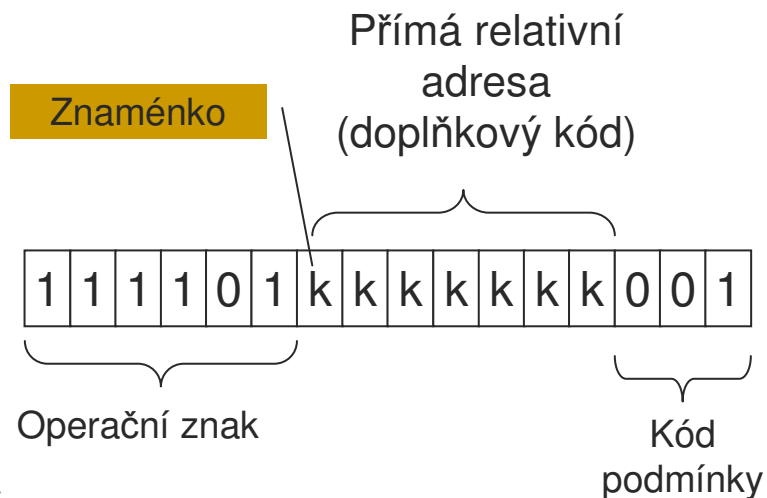 Přímá relativní
adresa
(doplňkový kód)
Znaménko
1 1 1 1 0 1 k k k k k k k 0 0 1
Operační znak
Kód
podmínky